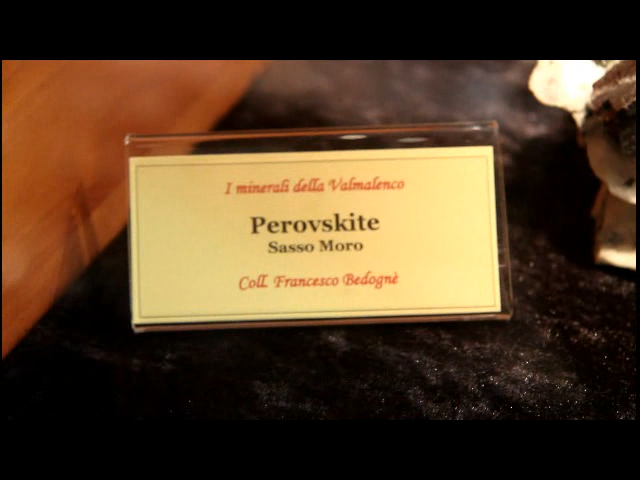 I minerali della Valmalenco
Perovskite
Sasso Moro
Coll. Francesco Bedognè